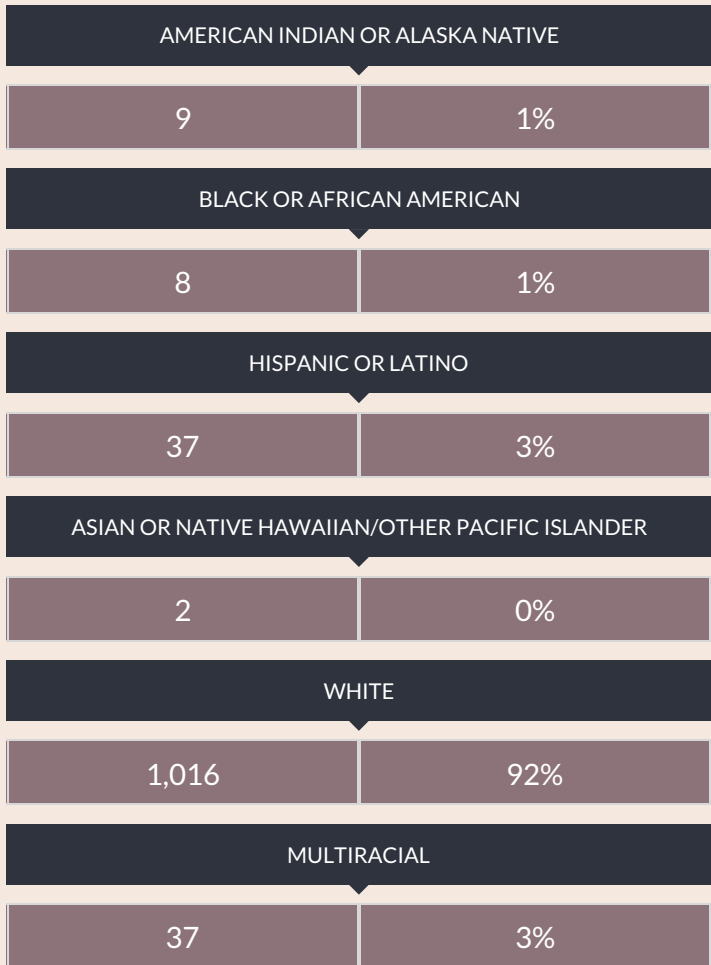 AMERICAN INDIAN OR ALASKA NATIVE
9 1%
BLACK OR AFRICAN AMERICAN
8 1%
HISPANIC OR LATINO
37 3%
ASIAN OR NATIVE HAWAIIAN/OTHER PACIFIC ISLANDER
2 0%
WHITE
1,016 92%
MULTIRACIAL
37 3%